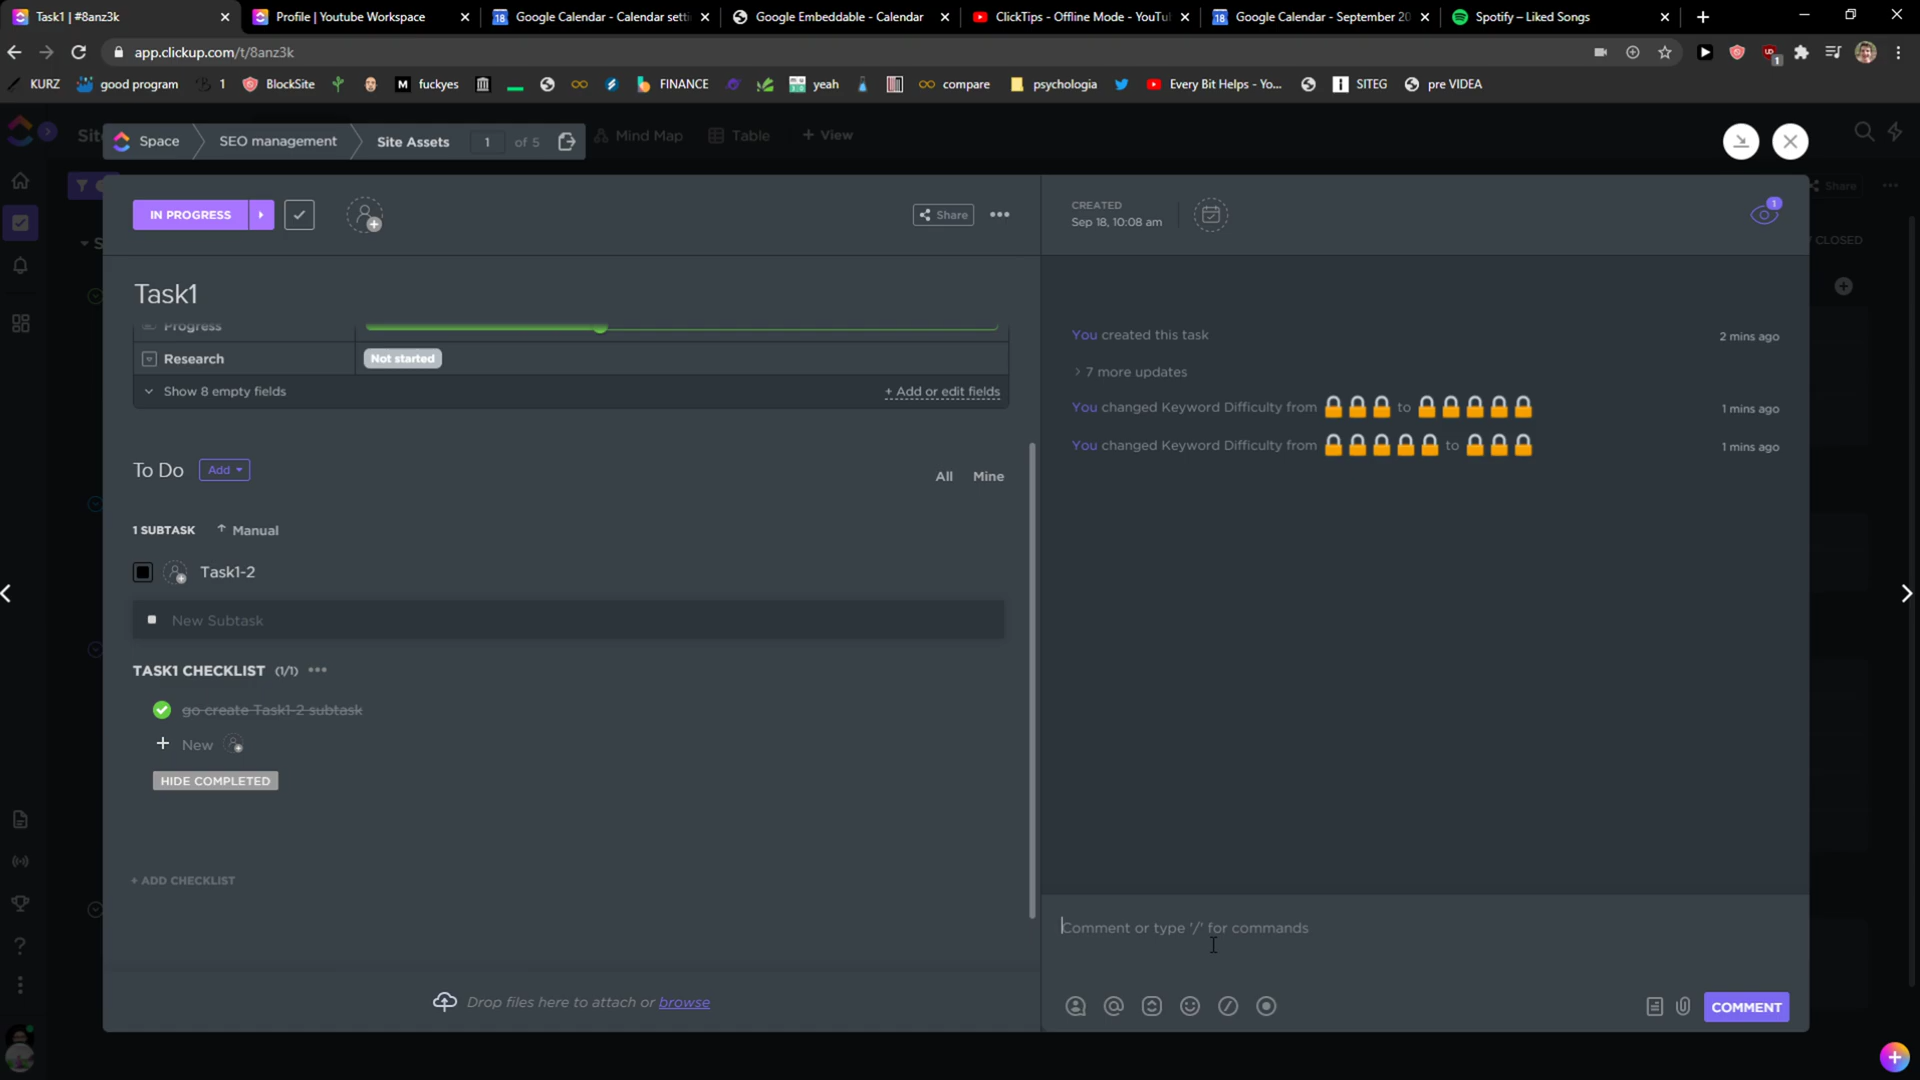 Task1 | #8anz3k
Profile | Youtube Workspace
Google Calendar - Calendar setti
Google Embeddable - Calendar
ClickTips - Offline Mode - YouTu
Google Calendar - September 20
Spotify – Liked Songs
app.clickup.com/t/8anz3k
1
KURZ
good program
1
BlockSite
fuckyes
FINANCE
yeah
compare
psychologia
Every Bit Helps - Yo...
SITEG
pre VIDEA
Sit
Space
SEO management
Site Assets
1 of 5
Mind Map
Table
+ View
IN PROGRESS
Share
CREATED
Sep 18, 10:08 am
1
Share
CLOSED
Task1
Progress
Research
Not started
Show 8 empty fields
+ Add or edit fields
To Do
Add
All
Mine
1 SUBTASK
Manual
Task1-2
New Subtask
TASK1 CHECKLIST (1/1)
go create Task1-2 subtask
New
HIDE COMPLETED
+ ADD CHECKLIST
Drop files here to attach or browse
You created this task
2 mins ago
7 more updates
You changed Keyword Difficulty from 🔒🔒🔒 to 🔒🔒🔒🔒🔒
1 mins ago
You changed Keyword Difficulty from 🔒🔒🔒🔒🔒 to 🔒🔒🔒
1 mins ago
Comment or type '/' for commands
COMMENT